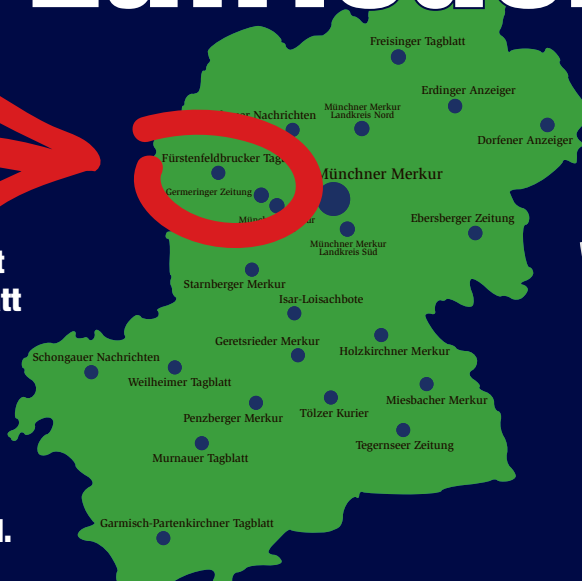 Freisinger Tagblatt
Erdinger Anzeiger
Nachrichten
Münchner Merkur
Landkreis Nord
Dorfener Anzeiger
Fürstenfeldbrucker
Münchner Merkur
Germeringer Zeitung
Ebersberger Zeitung
Münchner Merkur
Landkreis Süd
Starnberger Merkur
Isar-Loisachbote
Geretsrieder Merkur
Holzkirchner Merkur
Schongauer Nachrichten
Weilheimer Tagblatt
Miesbacher Merkur
Penzberger Merkur
Tölzer Kurier
Tegernseer Zeitung
Murnauer Tagblatt
Garmisch-Partenkirchner Tagblatt